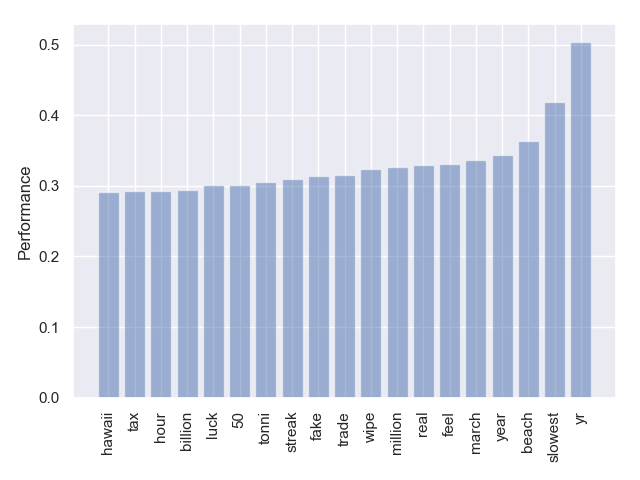 0.5
0.4
0.3
0.2
0.1
0.0
Performance
hawaii
tax
hour
billion
luck
50
tonni
streak
fake
trade
wipe
million
real
feel
march
year
beach
slowest
yr